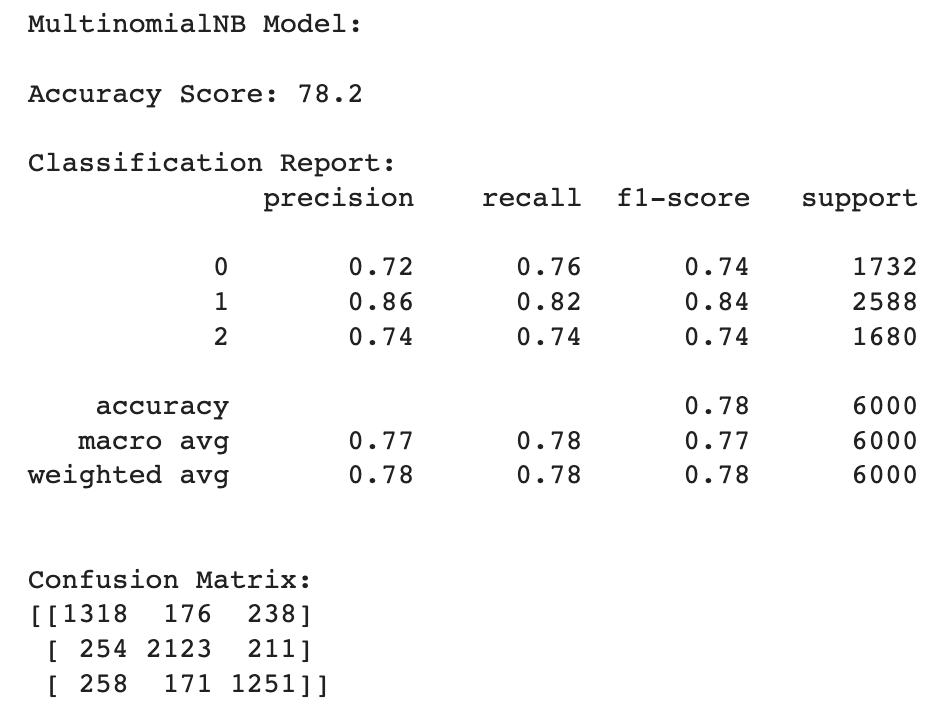 MultinomialNB Model:
Accuracy Score: 78.2
Classification Report:
precision recall f1-score support
0 0.72 0.76 0.74 1732
1 0.86 0.82 0.84 2588
2 0.74 0.74 0.74 1680
accuracy 0.78 6000
macro avg 0.77 0.78 0.77 6000
weighted avg 0.78 0.78 0.78 6000
Confusion Matrix:
[[1318 176 238]
[ 254 2123 211]
[ 258 171 1251]]